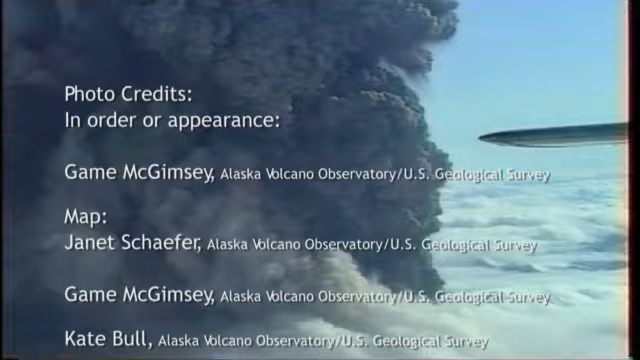 Photo Credits:
In order or appearance:
Game McGimsey, Alaska Volcano Observatory/U.S. Geological Survey
Map:
Janet Schaefer, Alaska Volcano Observatory/U.S. Geological Survey
Game McGimsey, Alaska Volcano Observatory/U.S. Geological Survey
Kate Bull, Alaska Volcano Observatory/U.S. Geological Survey